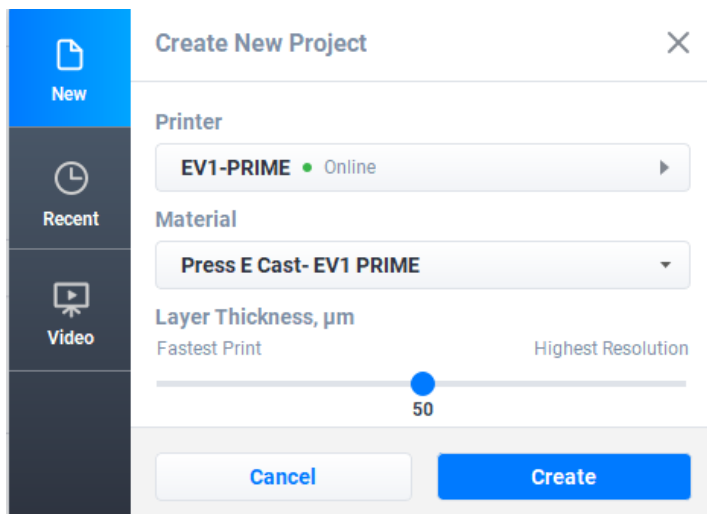 New
Recent
Video
Create New Project
Printer
EV1-PRIME • Online
Material
Press E Cast- EV1 PRIME
Layer Thickness, µm
Fastest Print Highest Resolution
50
Cancel Create